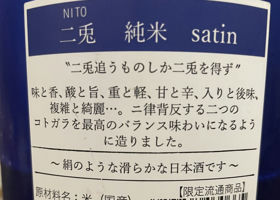 NITO
二兎 純米 satin
"二兎追うものしか二兎を得ず"
味と香、酸と旨、重と軽、甘と辛、入りと後味、
複雑と綺麗…。二律背反する二つの
コトガラを最高のバランス味わいになるよう
に造りました。
～絹のような滑らかな日本酒です～
原材料名:米(国産)
【限定流通商品】